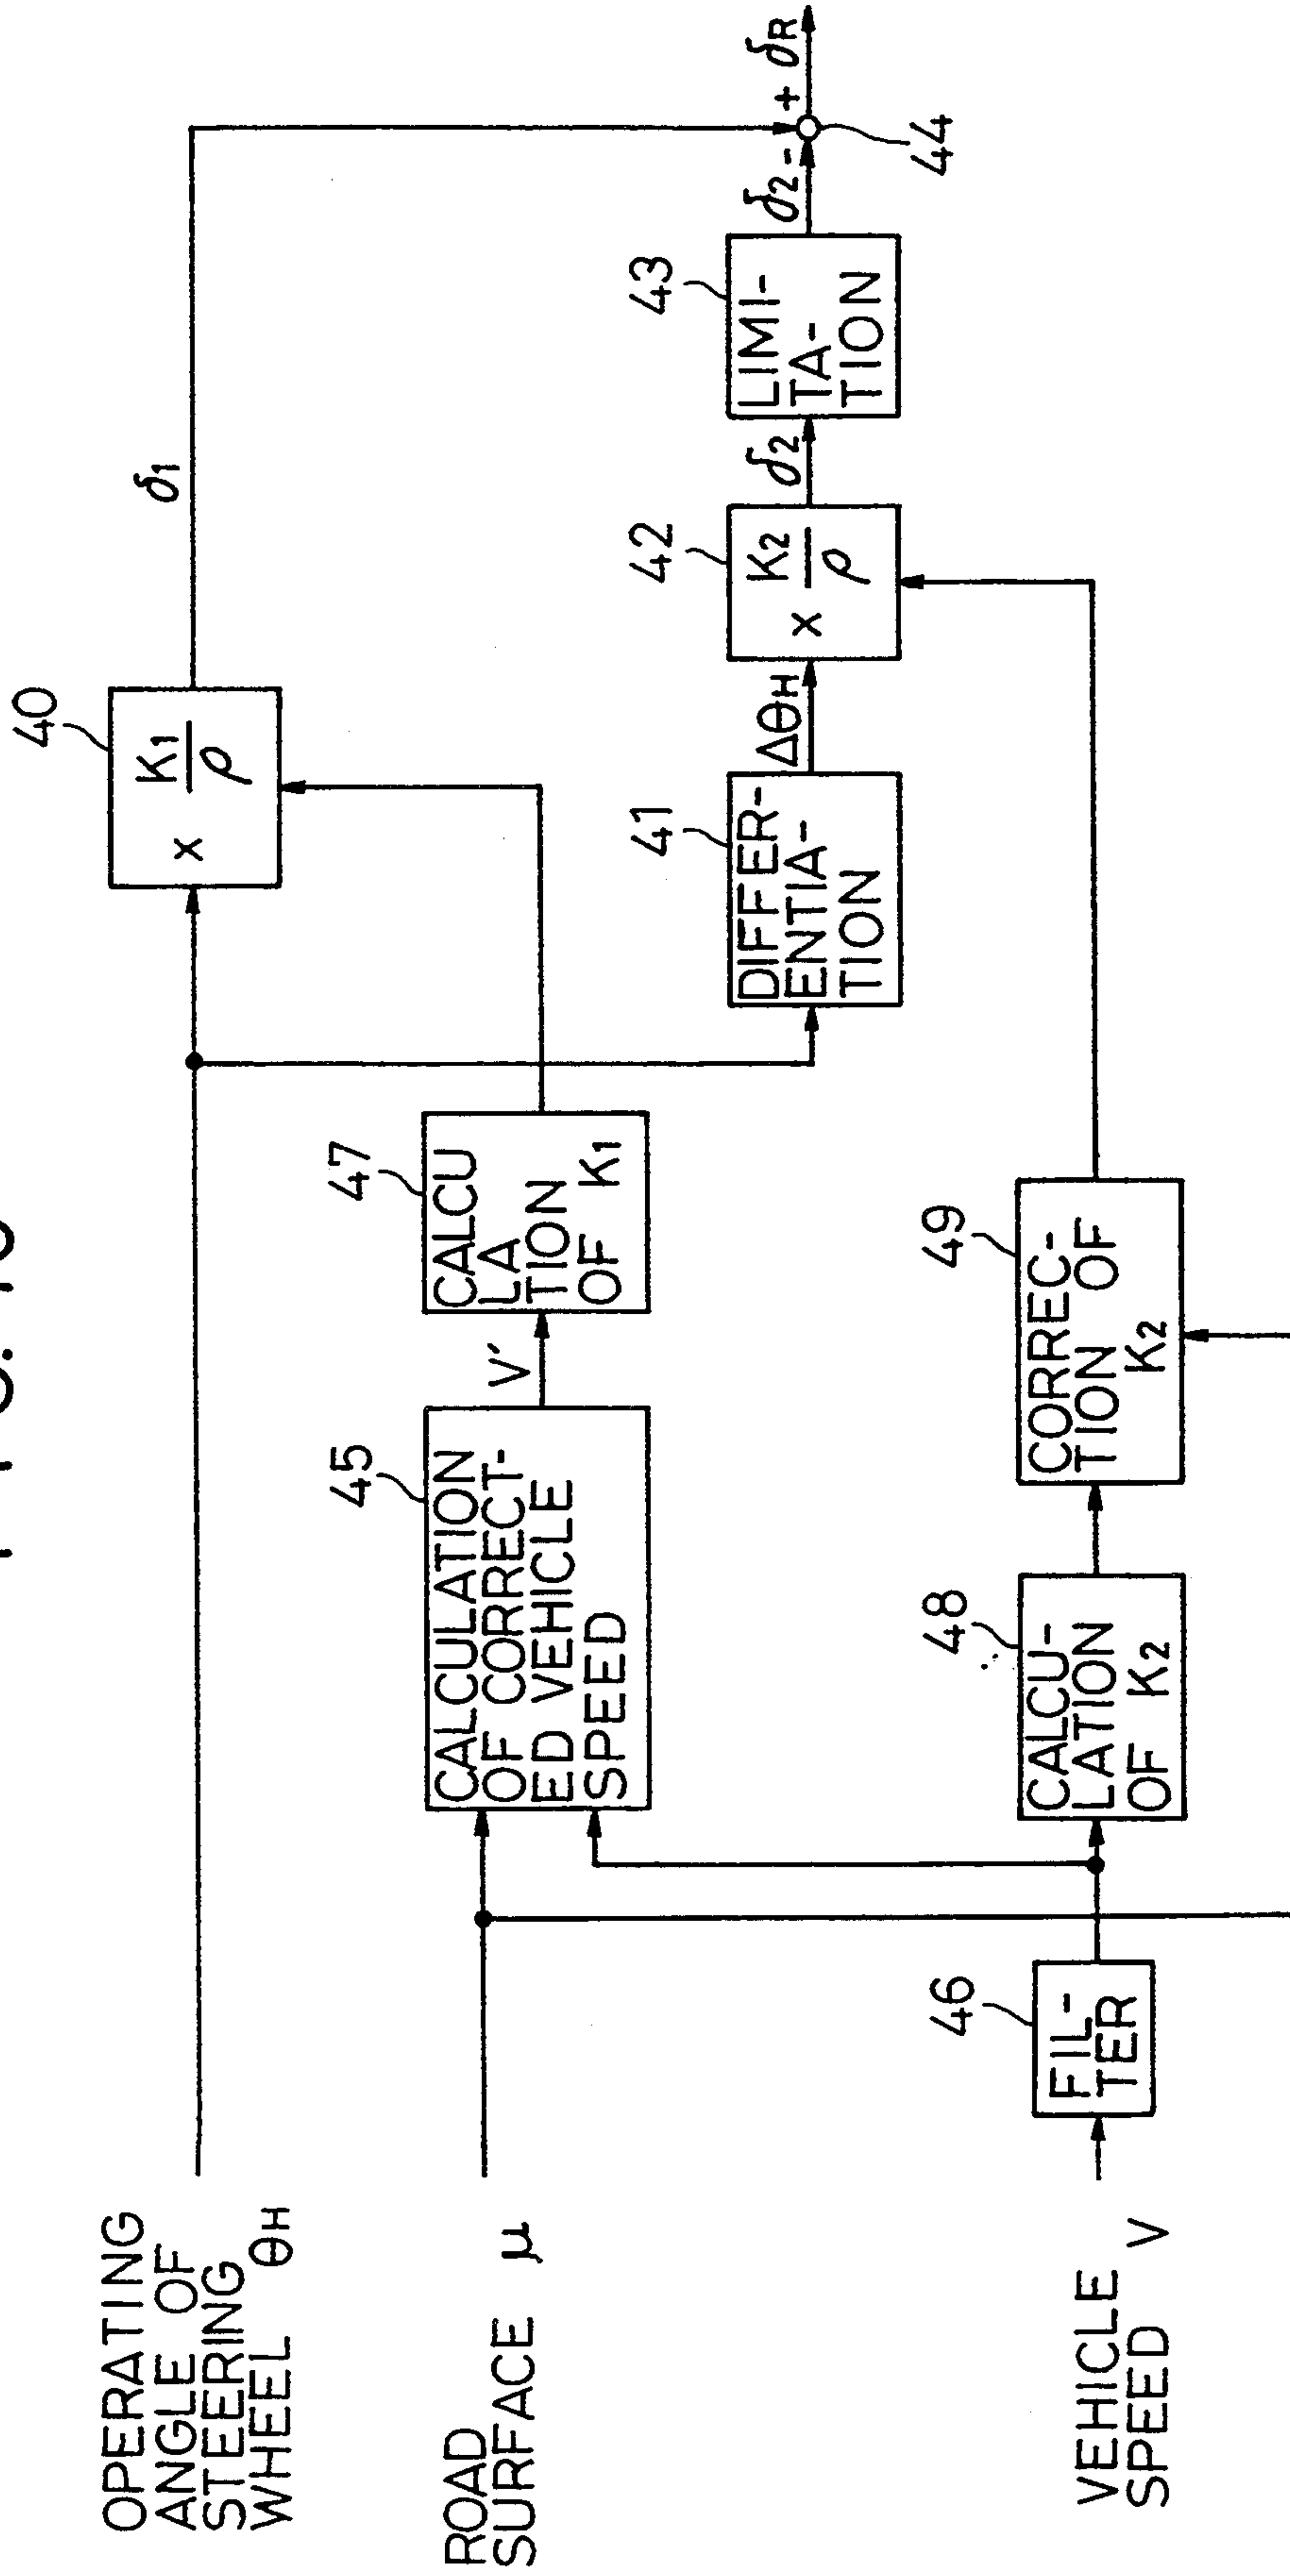 OPERATING
ANGLE OF
STEERING
WHEEL θH
ROAD
SURFACE μ
VEHICLE
SPEED V
46
FIL-
TER
45
CALCULATION
OF CORRECT-
ED VEHICLE
SPEED
V'
47
CALCU
LA
TION
OF K1
48
CALCU-
LATION
OF K2
49
CORREC-
TION OF
K2
40
x K1/ρ
δ1
41
DIFFER-
ENTIA-
TION
ΔθH
42
x K2/ρ
δ2
43
LIMI-
TA-
TION
δ2 -
+ δR
44